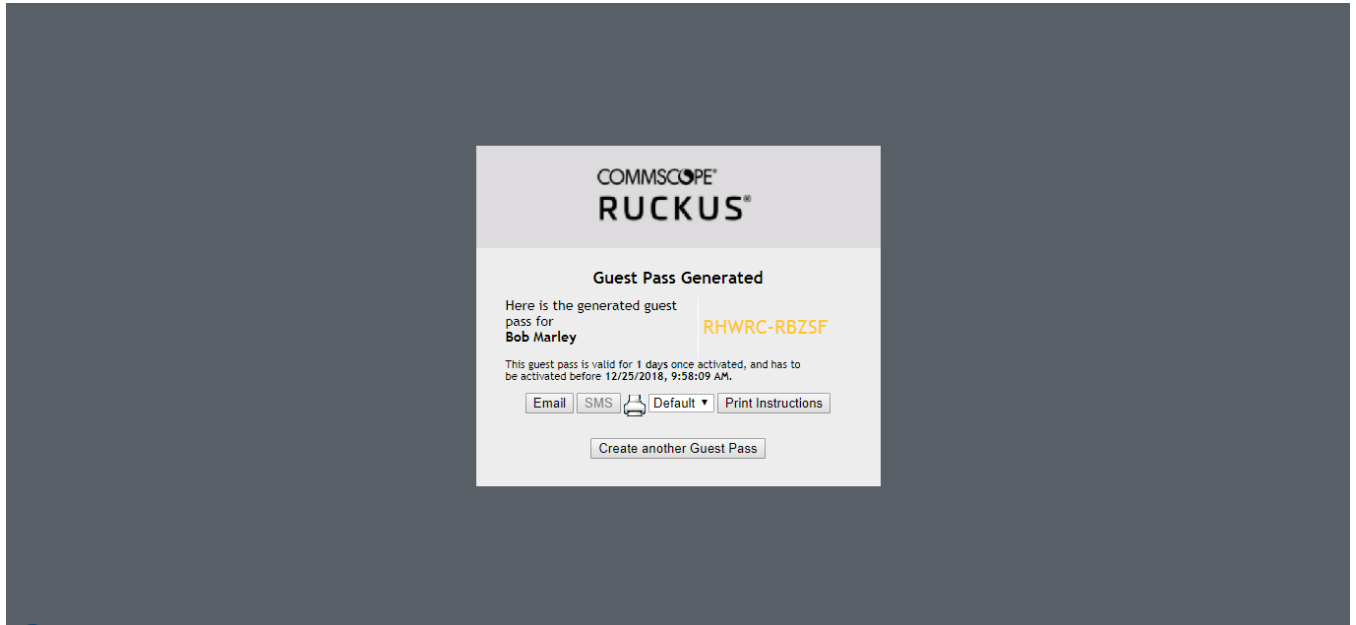 COMMSCOPE®
RUCKUS®
Guest Pass Generated
Here is the generated guest
pass for
Bob Marley
RHWRC-RBZSF
This guest pass is valid for 1 days once activated, and has to
be activated before 12/25/2018, 9:58:09 AM.
Email SMS Default ▼ Print Instructions
Create another Guest Pass